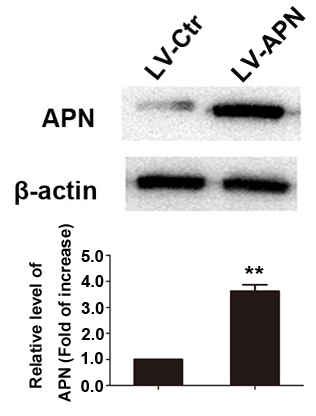 LV-Ctr
LV-APN
APN
β-actin
Relative level of
APN (Fold of increase)
5.0
4.0
3.0
2.0
1.0
0.0
**